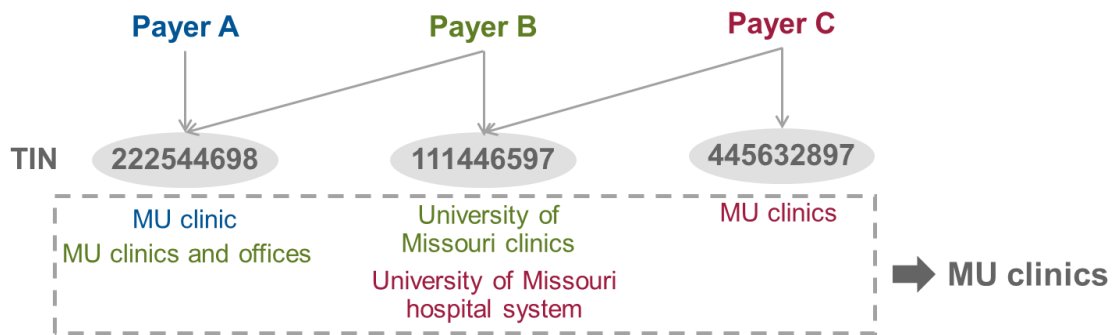 Payer A Payer B Payer C
TIN 222544698 111446597 445632897
MU clinic
MU clinics and offices
University of
Missouri clinics
University of Missouri
hospital system
MU clinics
MU clinics